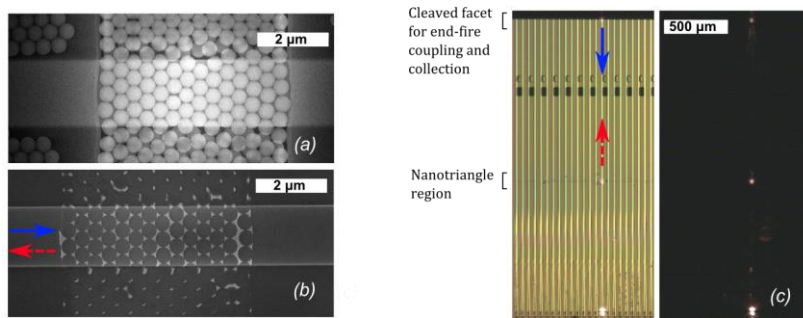 2 µm
(a)
2 µm
(b)
Cleaved facet
for end-fire
coupling and
collection
Nanotriangle
region
500 µm
(c)